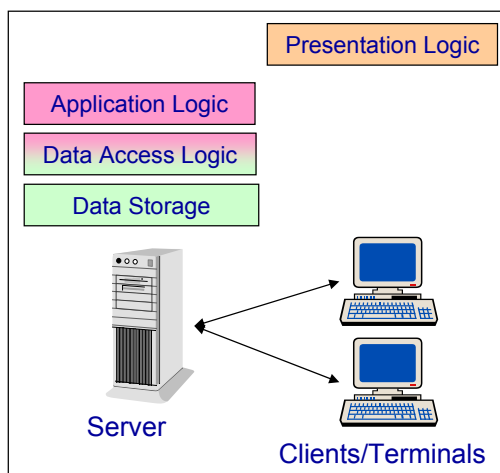 Presentation Logic
Application Logic
Data Access Logic
Data Storage
Server
Clients/Terminals